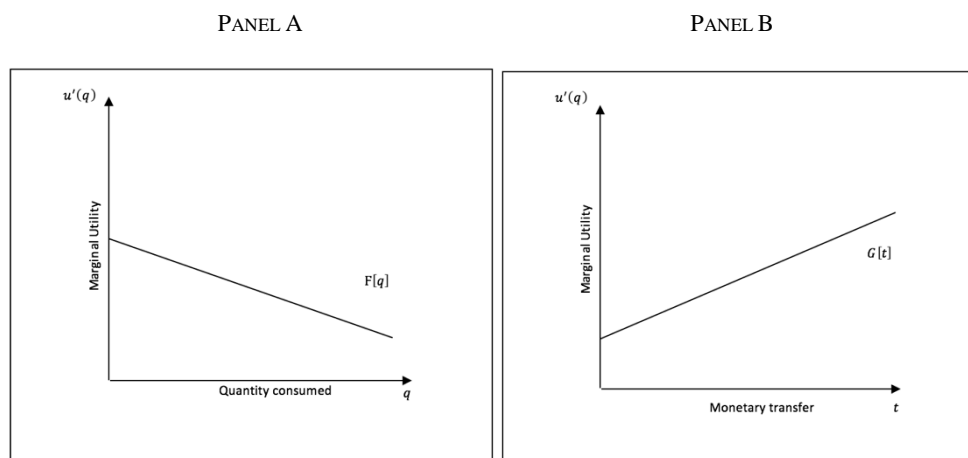 PANEL A
u'(q)
Marginal Utility
F[q]
Quantity consumed
q
PANEL B
u'(q)
Marginal Utility
G[t]
Monetary transfer
t